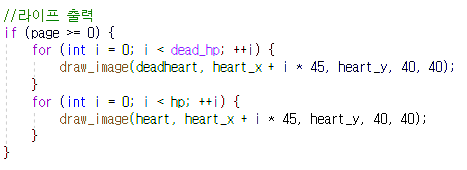 //라이프 출력
if (page >= 0) {
    for (int i = 0; i < dead_hp; ++i) {
        draw_image(deadheart, heart_x + i * 45, heart_y, 40, 40);
    }
    for (int i = 0; i < hp; ++i) {
        draw_image(heart, heart_x + i * 45, heart_y, 40, 40);
    }
}